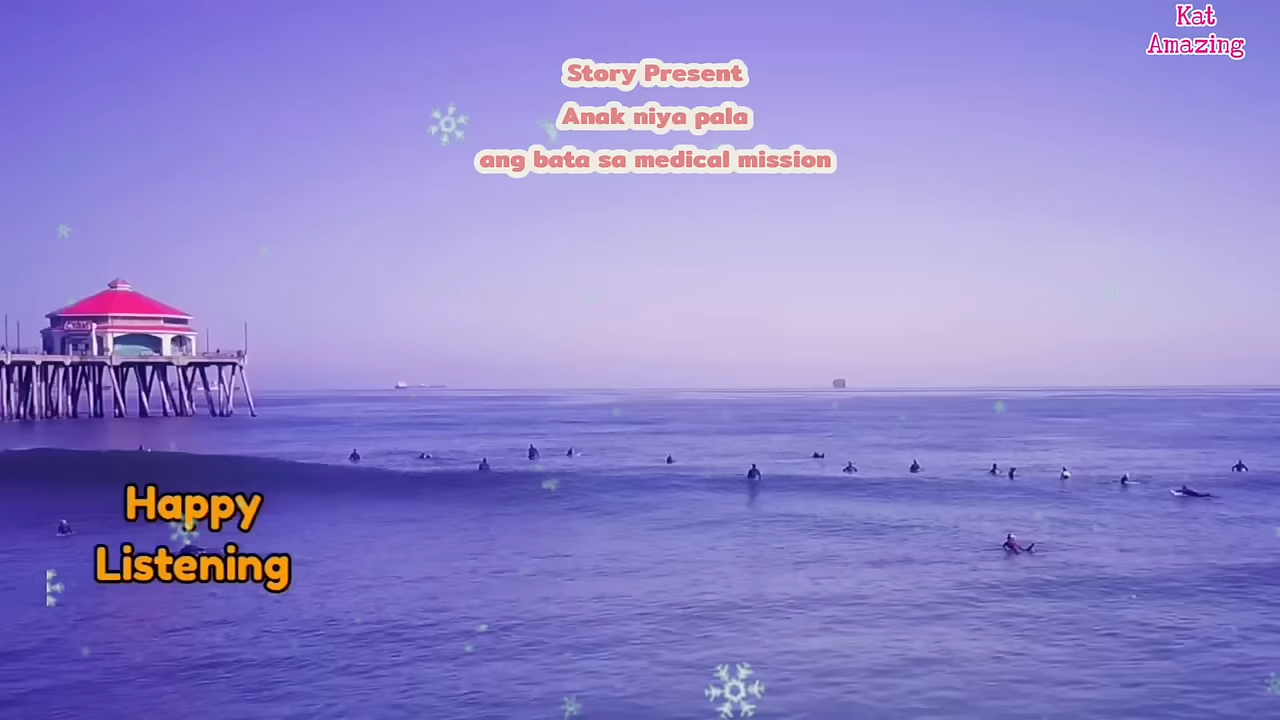 Kat
Amazing
Story Present
Anak niya pala
ang bata sa medical mission
Happy
Listening